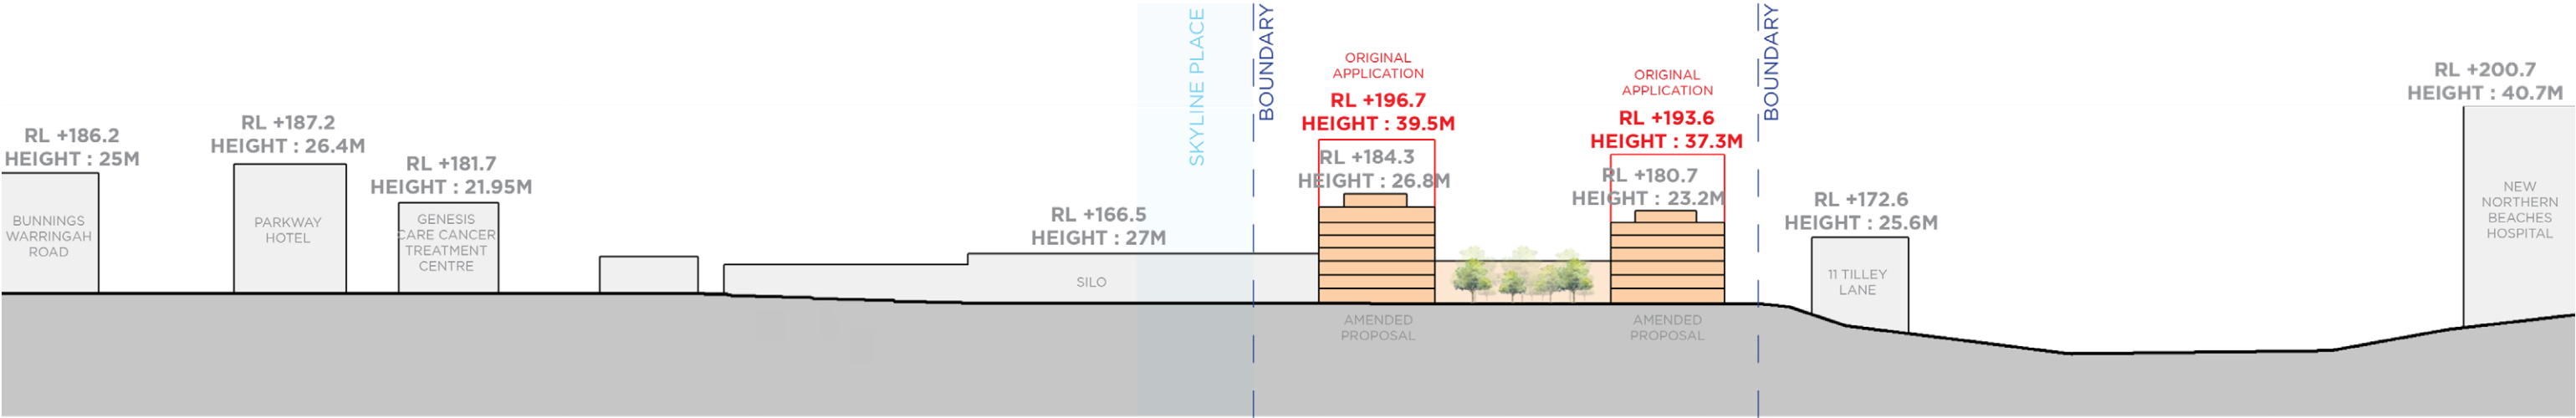 RL +186.2
HEIGHT : 25M
BUNNINGS
WARRINGAH
ROAD
RL +187.2
HEIGHT : 26.4M
PARKWAY
HOTEL
RL +181.7
HEIGHT : 21.95M
GENESIS
CARE CANCER
TREATMENT
CENTRE
RL +166.5
HEIGHT : 27M
SILO
SKYLINE PLACE
BOUNDARY
ORIGINAL
APPLICATION
RL +196.7
HEIGHT : 39.5M
RL +184.3
HEIGHT : 26.8M
AMENDED
PROPOSAL
ORIGINAL
APPLICATION
RL +193.6
HEIGHT : 37.3M
RL +180.7
HEIGHT : 23.2M
AMENDED
PROPOSAL
BOUNDARY
RL +172.6
HEIGHT : 25.6M
11 TILLEY
LANE
RL +200.7
HEIGHT : 40.7M
NEW
NORTHERN
BEACHES
HOSPITAL